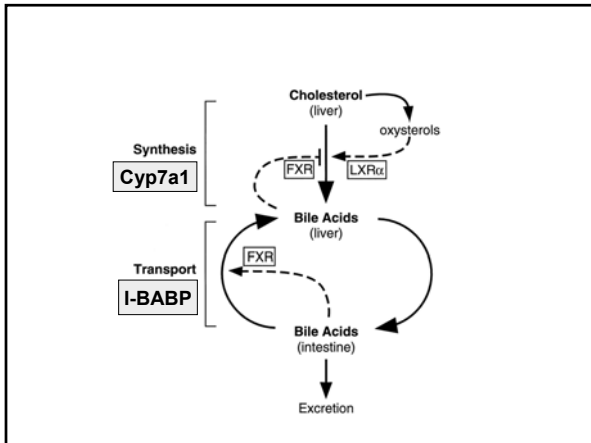 Cholesterol
(liver)
oxysterols
Synthesis
Cyp7a1
FXR
LXRα
Bile Acids
(liver)
FXR
Transport
I-BABP
Bile Acids
(intestine)
Excretion